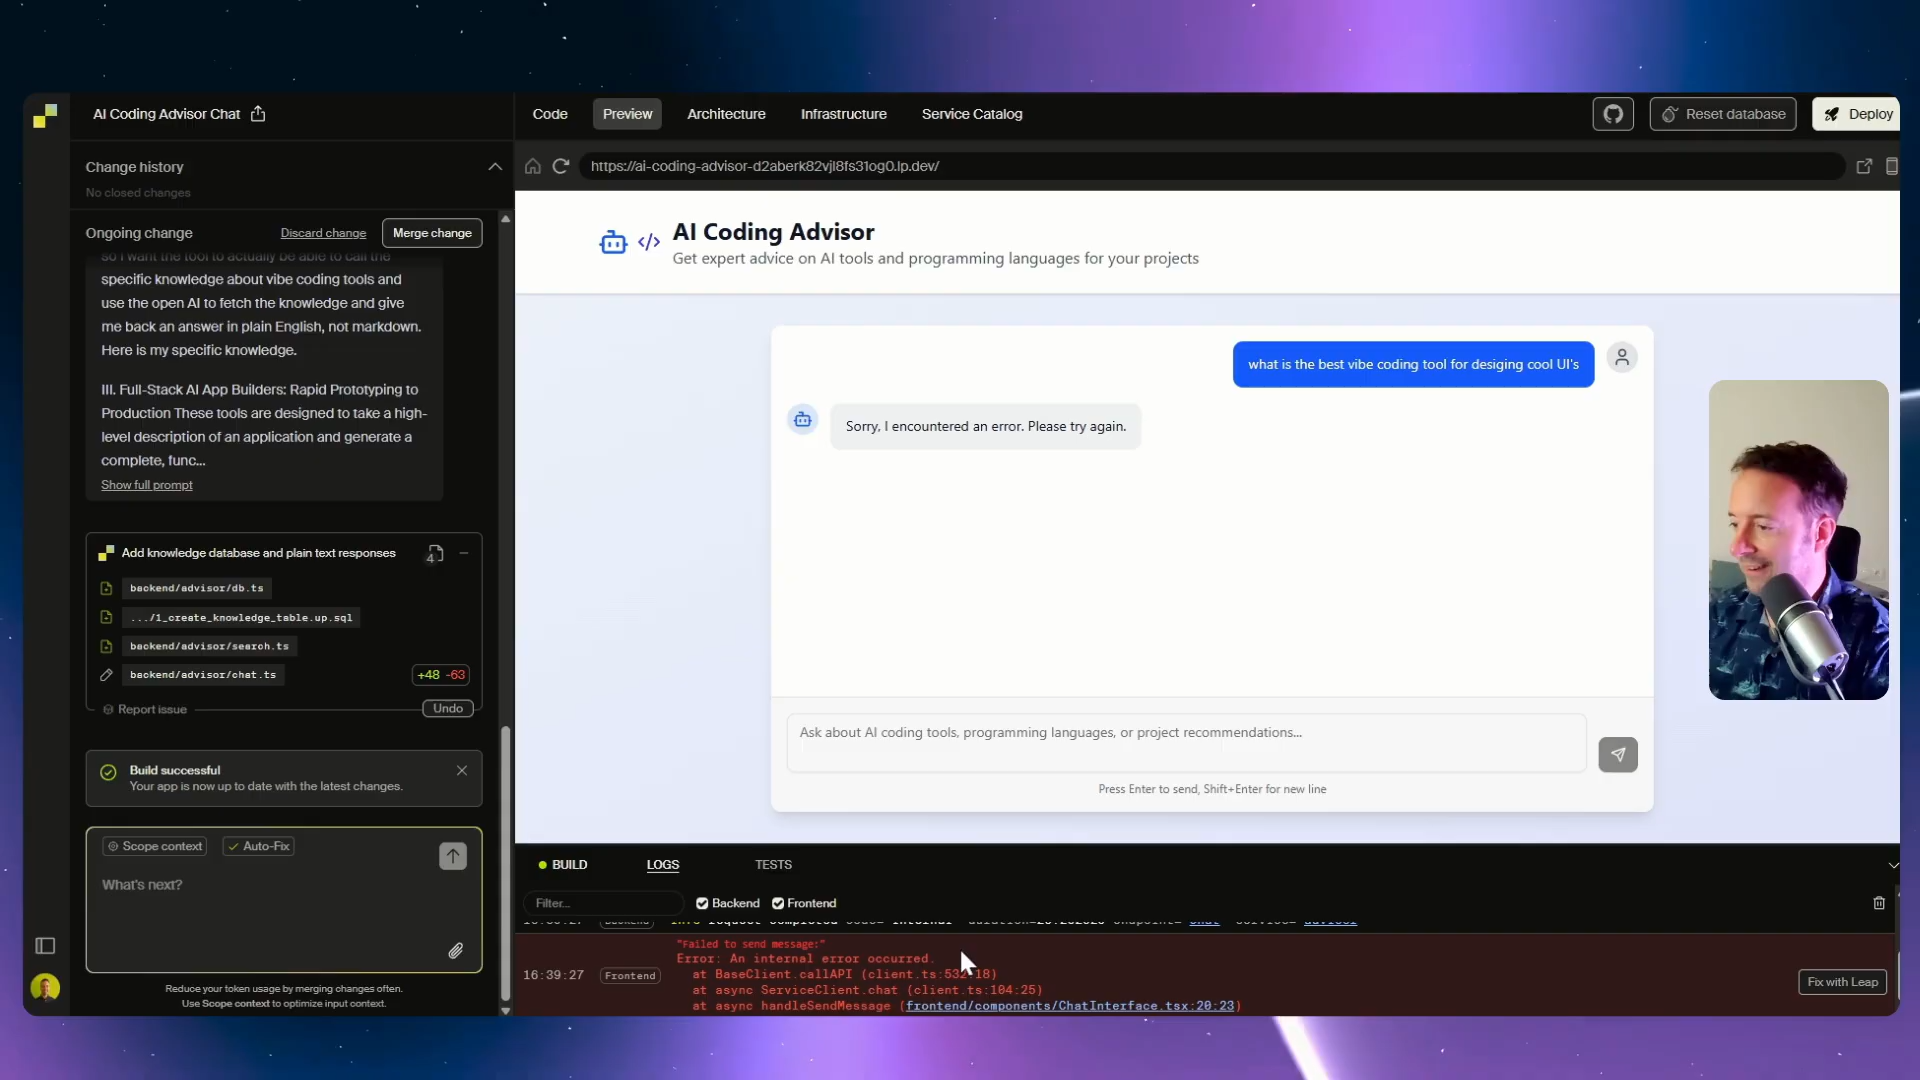 AI Coding Advisor Chat
Code
Preview
Architecture
Infrastructure
Service Catalog
Reset database
Deploy
Change history
No closed changes
https://ai-coding-advisor-d2aberk82vjl8fs31og0.lp.dev/
Ongoing change
Discard change
Merge change
so I want the tool to actually be able to call the
specific knowledge about vibe coding tools and
use the open AI to fetch the knowledge and give
me back an answer in plain English, not markdown.
Here is my specific knowledge.
III. Full-Stack AI App Builders: Rapid Prototyping to
Production These tools are designed to take a high-
level description of an application and generate a
complete, func...
Show full prompt
Add knowledge database and plain text responses
4
backend/advisor/db.ts
.../1_create_knowledge_table.up.sql
backend/advisor/search.ts
backend/advisor/chat.ts
+48 -63
Report issue
Undo
Build successful
Your app is now up to date with the latest changes.
Scope context
Auto-Fix
What's next?
Reduce your token usage by merging changes often.
Use Scope context to optimize input context.
AI Coding Advisor
Get expert advice on AI tools and programming languages for your projects
what is the best vibe coding tool for desiging cool UI's
Sorry, I encountered an error. Please try again.
Ask about AI coding tools, programming languages, or project recommendations...
Press Enter to send, Shift+Enter for new line
BUILD
LOGS
TESTS
Filter...
Backend
Frontend
"Failed to send message:"
Error: An internal error occurred.
16:39:27
Frontend
at BaseClient.callAPI (client.ts:532:18)
at async ServiceClient.chat (client.ts:104:25)
at async handleSendMessage (frontend/components/ChatInterface.tsx:20:23)
Fix with Leap